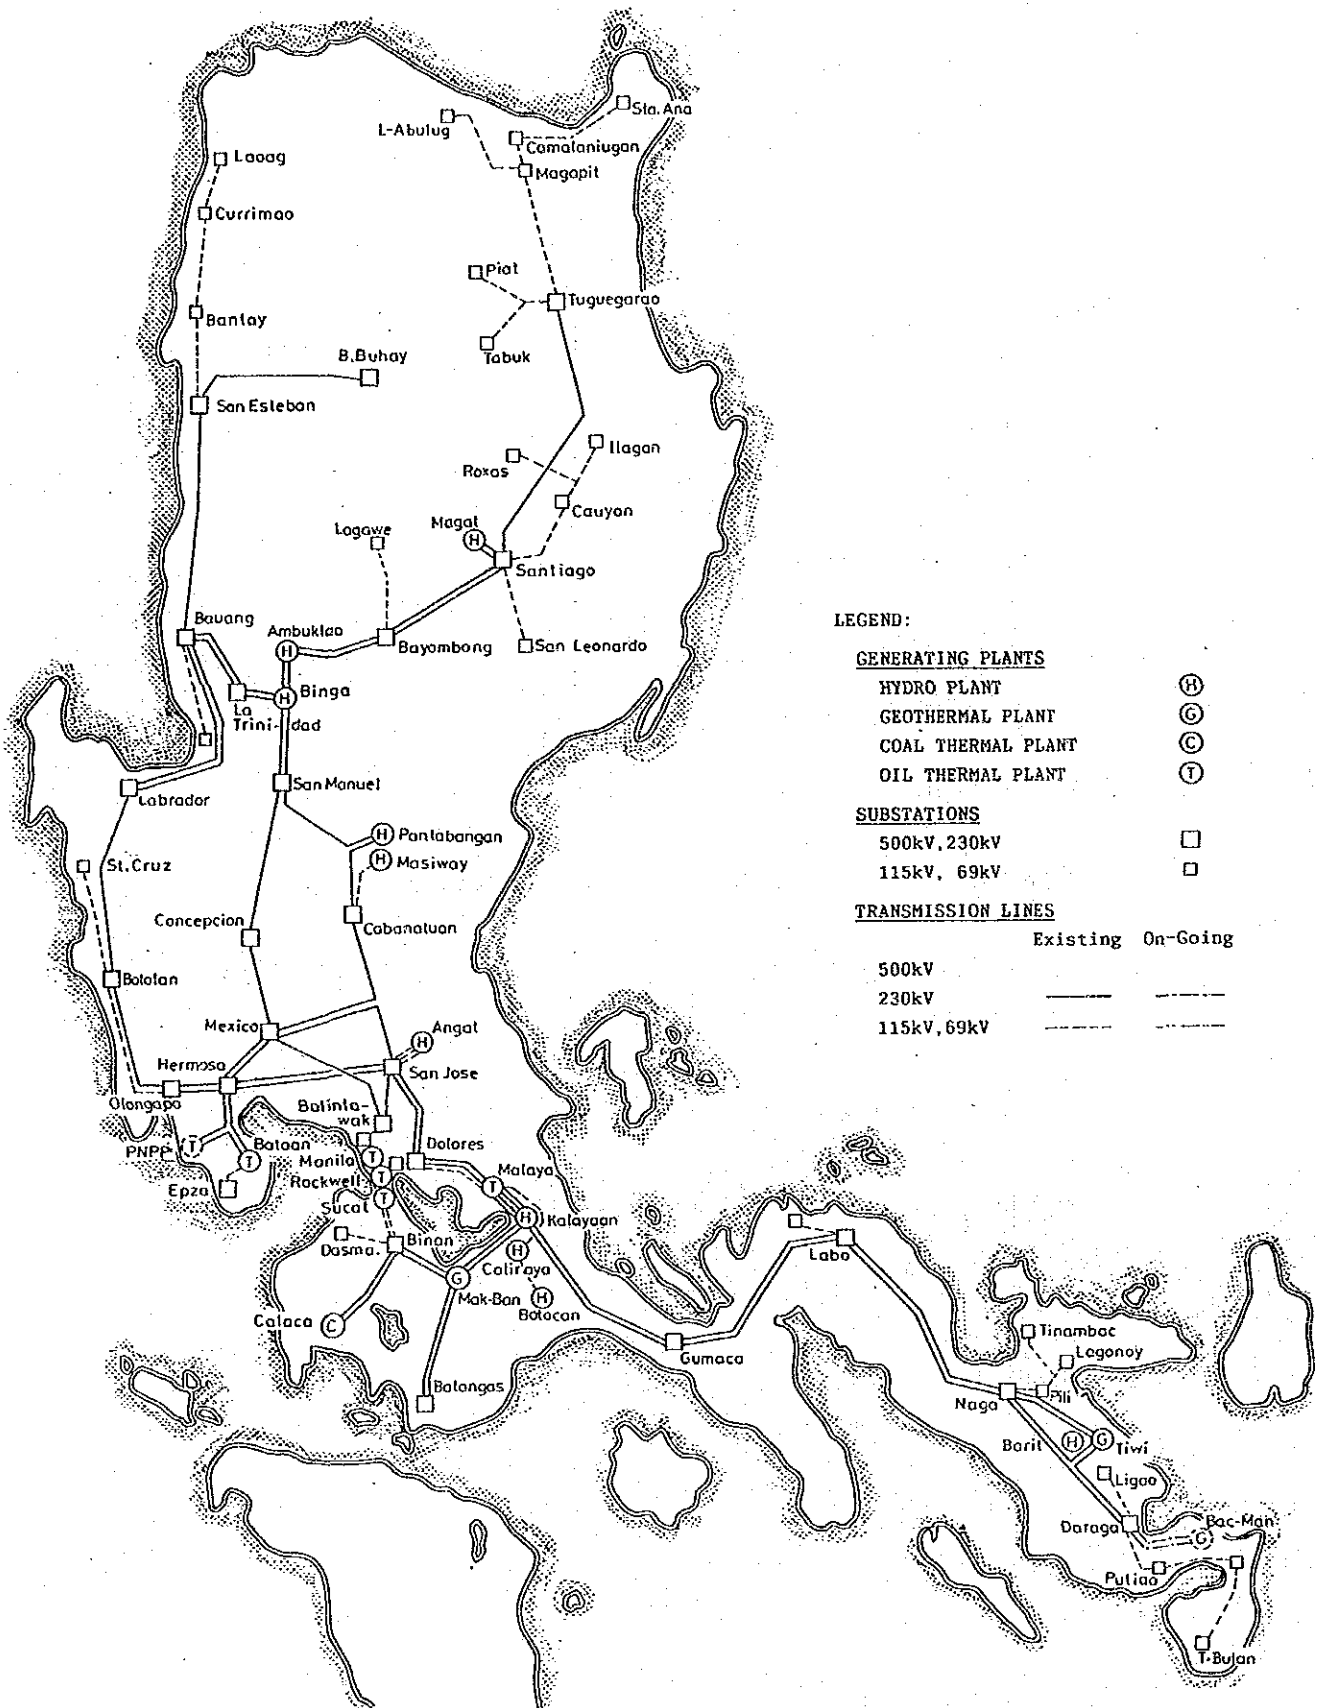 Sta. Ana
L-Abulug
Camalaniugan
Magapit
Laoag
Currimao
Piat
Tuguegarao
Bantay
Tabuk
B.Buhay
San Esteban
Ilagan
Roxas
Cauyon
Magat
Lagawe
Santiago
Bauang
Ambuklao
Bayombong
San Leonardo
Binga
La
Trini-dad
San Manuel
Labrador
Pantabangan
Masiway
St.Cruz
Cabanatuan
Concepcion
Botolan
Mexico
Angat
Hermosa
San Jose
Olongapo
Balinta-
wak
PNPP
Bataan
Dolores
Manila
Malaya
Rockwell
Epza
Sucat
Kalayaan
Dasma.
Binan
Labo
Caliraya
Mak-Ban
Botocan
Calaca
Gumaca
Tinambac
Lagonoy
Batangas
Naga
Pili
Barit
Tiwi
Ligao
Daraga
Bac-Man
Putiao
T-Bulan
LEGEND:
GENERATING PLANTS
HYDRO PLANT H
GEOTHERMAL PLANT G
COAL THERMAL PLANT C
OIL THERMAL PLANT T
SUBSTATIONS
500kV,230kV
115kV, 69kV
TRANSMISSION LINES
Existing On-Going
500kV
230kV
115kV,69kV